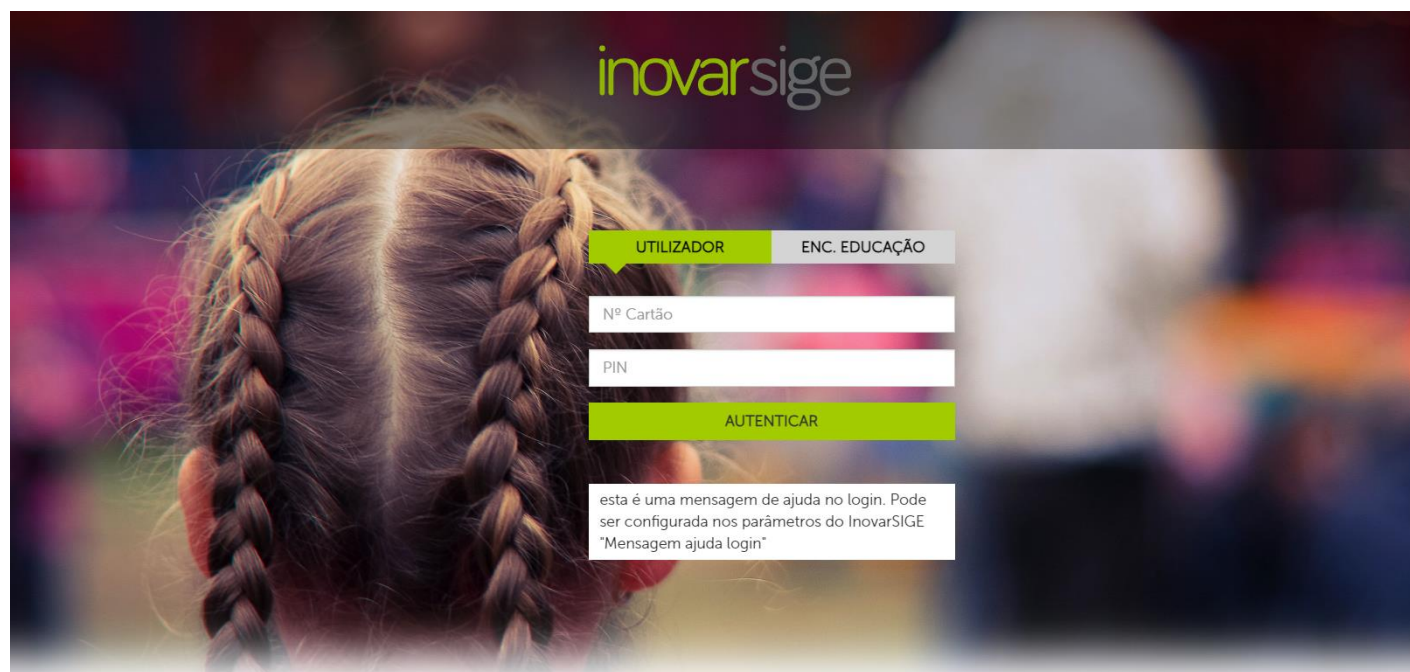 inovarsige
UTILIZADOR
ENC. EDUCAÇÃO
Nº Cartão
PIN
AUTENTICAR
esta é uma mensagem de ajuda no login. Pode
ser configurada nos parâmetros do InovarSIGE
"Mensagem ajuda login"